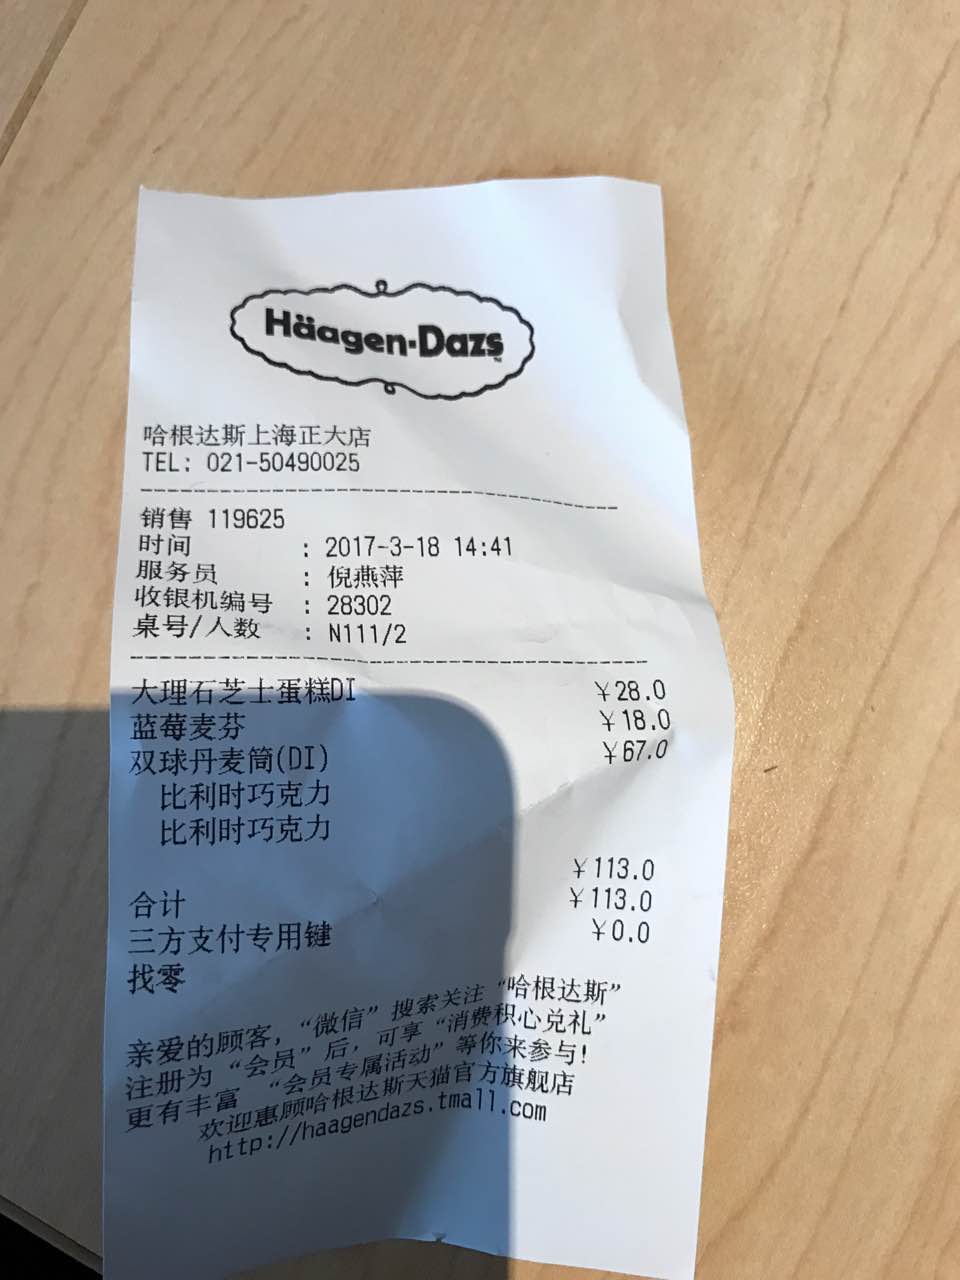 Häagen-Dazs
哈根达斯上海正大店
TEL: 021-50490025
销售 119625
时间 : 2017-3-18 14:41
服务员 : 倪燕萍
收银机编号 : 28302
桌号/人数 : N111/2
大理石芝士蛋糕DI ¥28.0
蓝莓麦芬 ¥18.0
双球丹麦筒(DI) ¥67.0
比利时巧克力
比利时巧克力
合计 ¥113.0
三方支付专用键 ¥113.0
找零 ¥0.0
亲爱的顾客，“微信”搜索关注“哈根达斯”
注册为“会员”后，可享“消费积心兑礼”
更有丰富 “会员专属活动”等你来参与!
欢迎惠顾哈根达斯天猫官方旗舰店
http://haagendazs.tmall.com